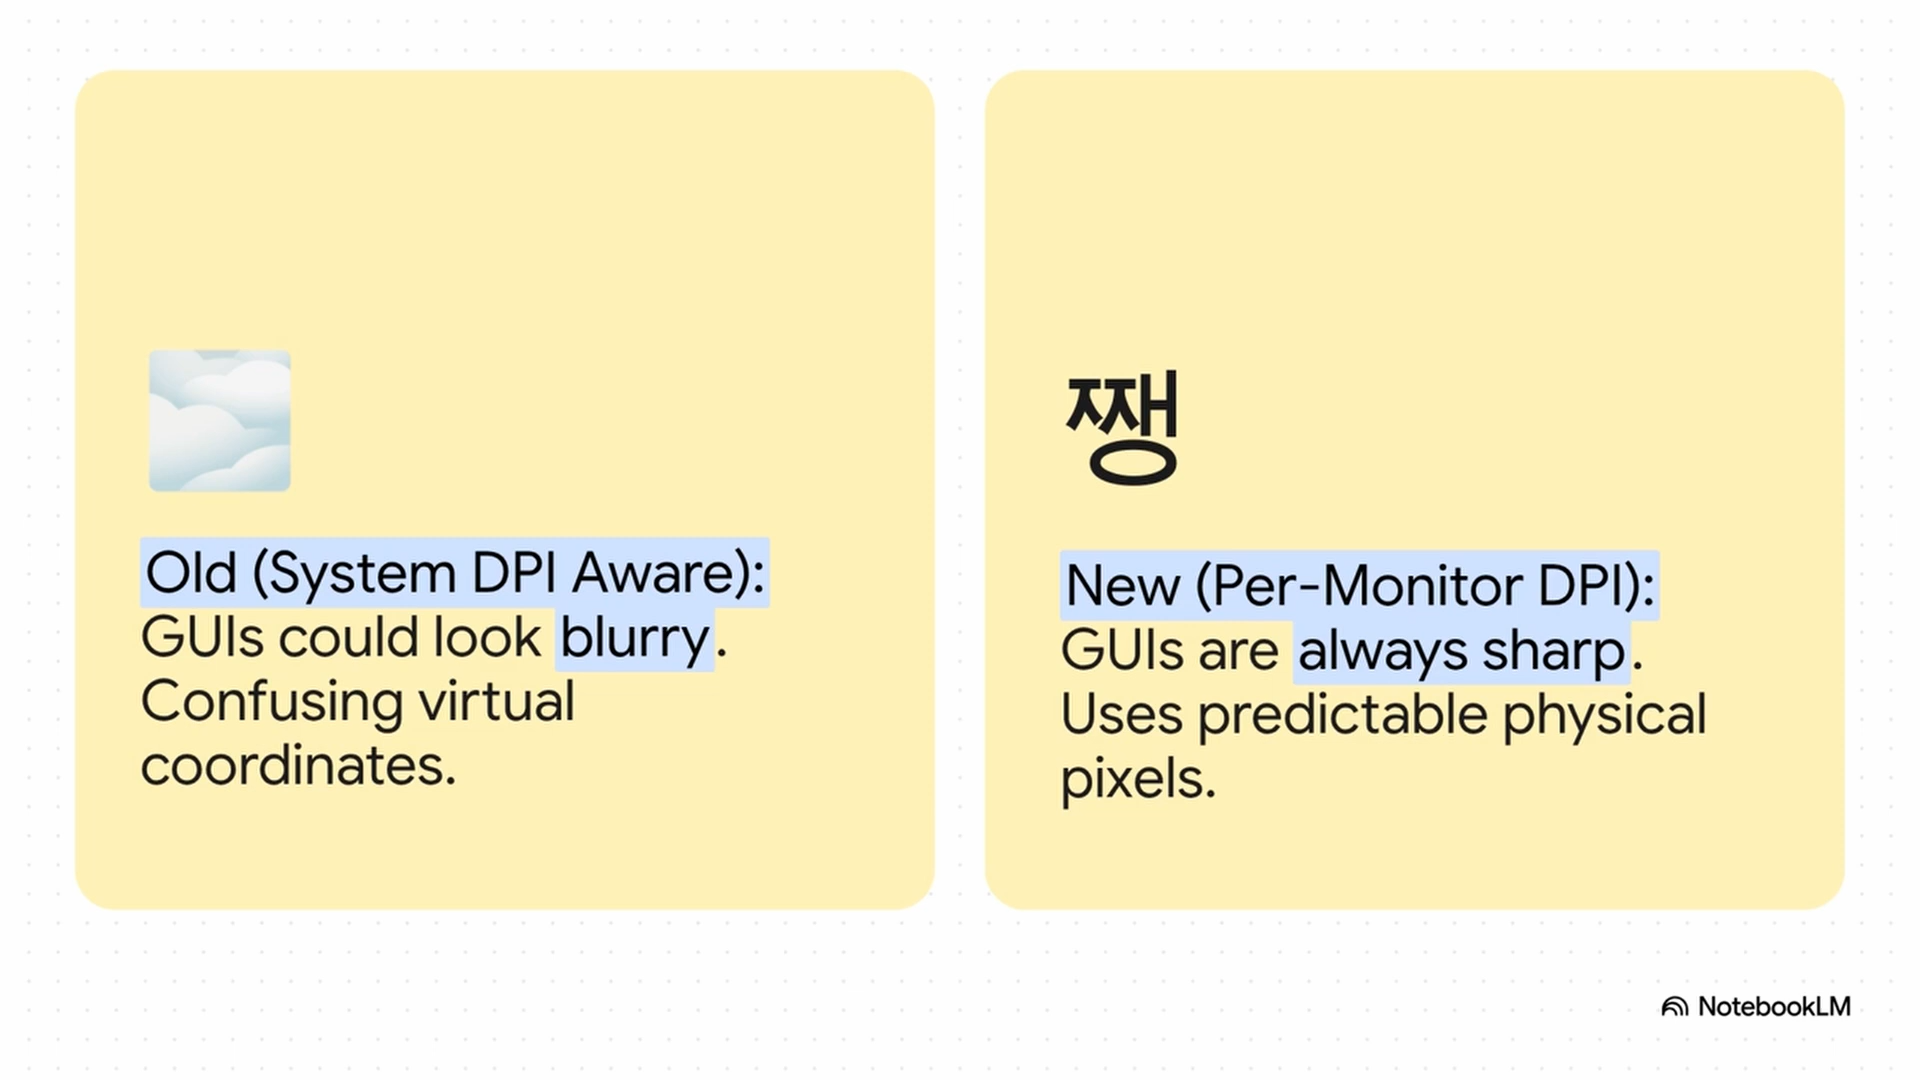 Old (System DPI Aware):
GUIs could look blurry.
Confusing virtual
coordinates.
쨍
New (Per-Monitor DPI):
GUIs are always sharp.
Uses predictable physical
pixels.
NotebookLM